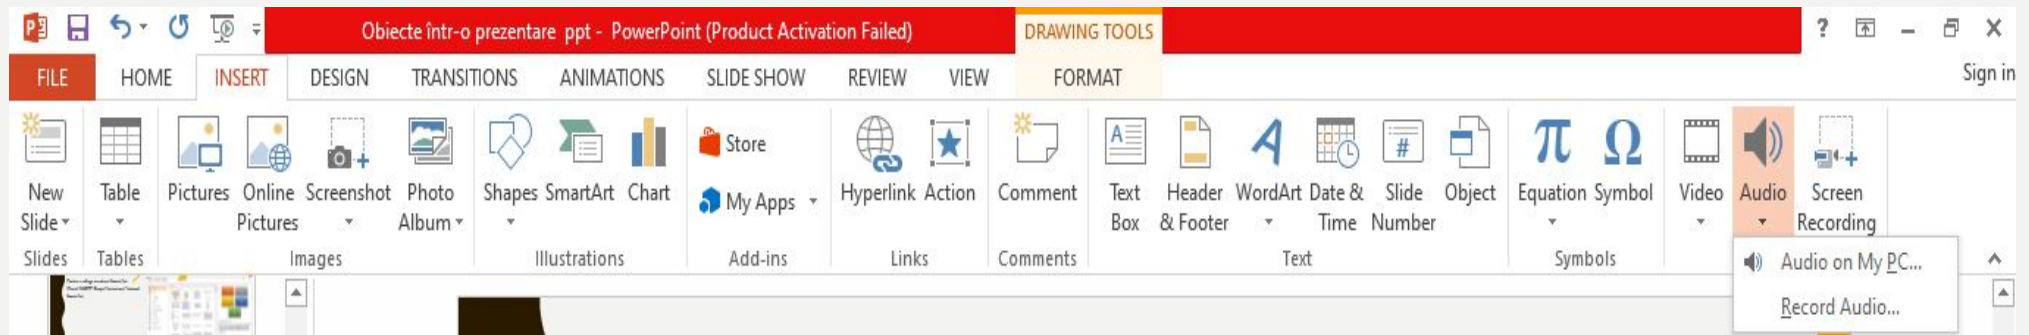 Obiecte într-o prezentare ppt - PowerPoint (Product Activation Failed)
DRAWING TOOLS
?
Sign in
FILE HOME INSERT DESIGN TRANSITIONS ANIMATIONS SLIDE SHOW REVIEW VIEW FORMAT
New Slide
Table
Pictures
Online Pictures
Screenshot
Photo Album
Shapes
SmartArt
Chart
Store
My Apps
Hyperlink
Action
Comment
Text Box
Header & Footer
WordArt
Date & Time
Slide Number
Object
Equation
Symbol
Video
Audio
Screen Recording
Slides Tables Images Illustrations Add-ins Links Comments Text Symbols
Audio on My PC...
Record Audio...